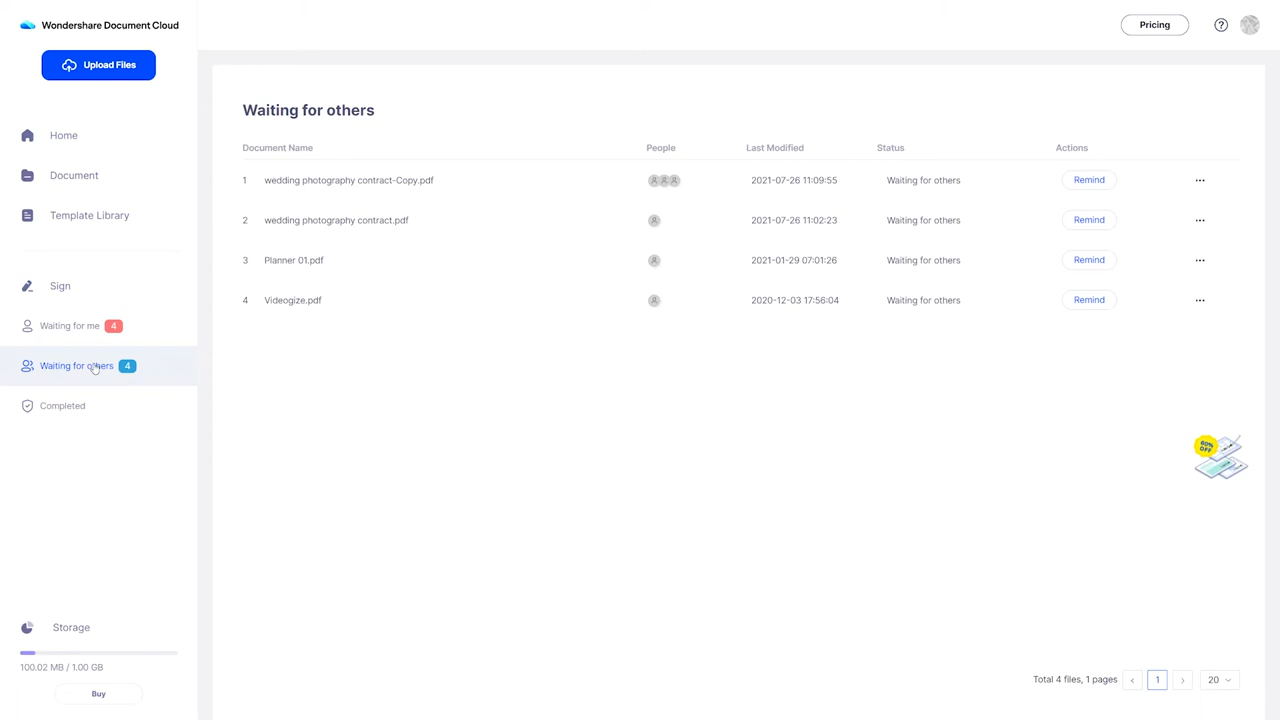 Wondershare Document Cloud
Pricing
Upload Files
Home
Document
Template Library
Sign
Waiting for me 4
Waiting for others 4
Completed
Storage
100.02 MB / 1.00 GB
Buy
Waiting for others
Document Name People Last Modified Status Actions
1 wedding photography contract-Copy.pdf 2021-07-26 11:09:55 Waiting for others Remind ...
2 wedding photography contract.pdf 2021-07-26 11:02:23 Waiting for others Remind ...
3 Planner 01.pdf 2021-01-29 07:01:26 Waiting for others Remind ...
4 Videogize.pdf 2020-12-03 17:56:04 Waiting for others Remind ...
60%
OFF
Total 4 files, 1 pages < 1 > 20